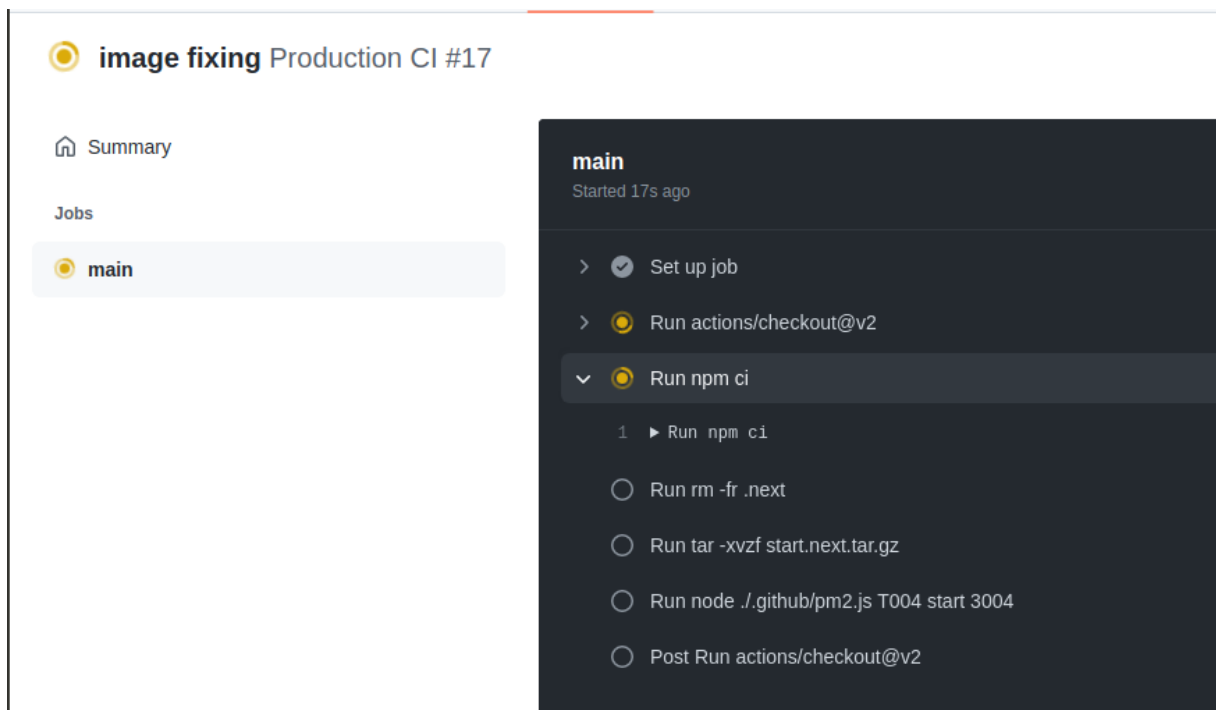 image fixing Production CI #17
Summary
Jobs
main
main
Started 17s ago
Set up job
Run actions/checkout@v2
Run npm ci
1 Run npm ci
Run rm -fr .next
Run tar -xvzf start.next.tar.gz
Run node ./.github/pm2.js T004 start 3004
Post Run actions/checkout@v2